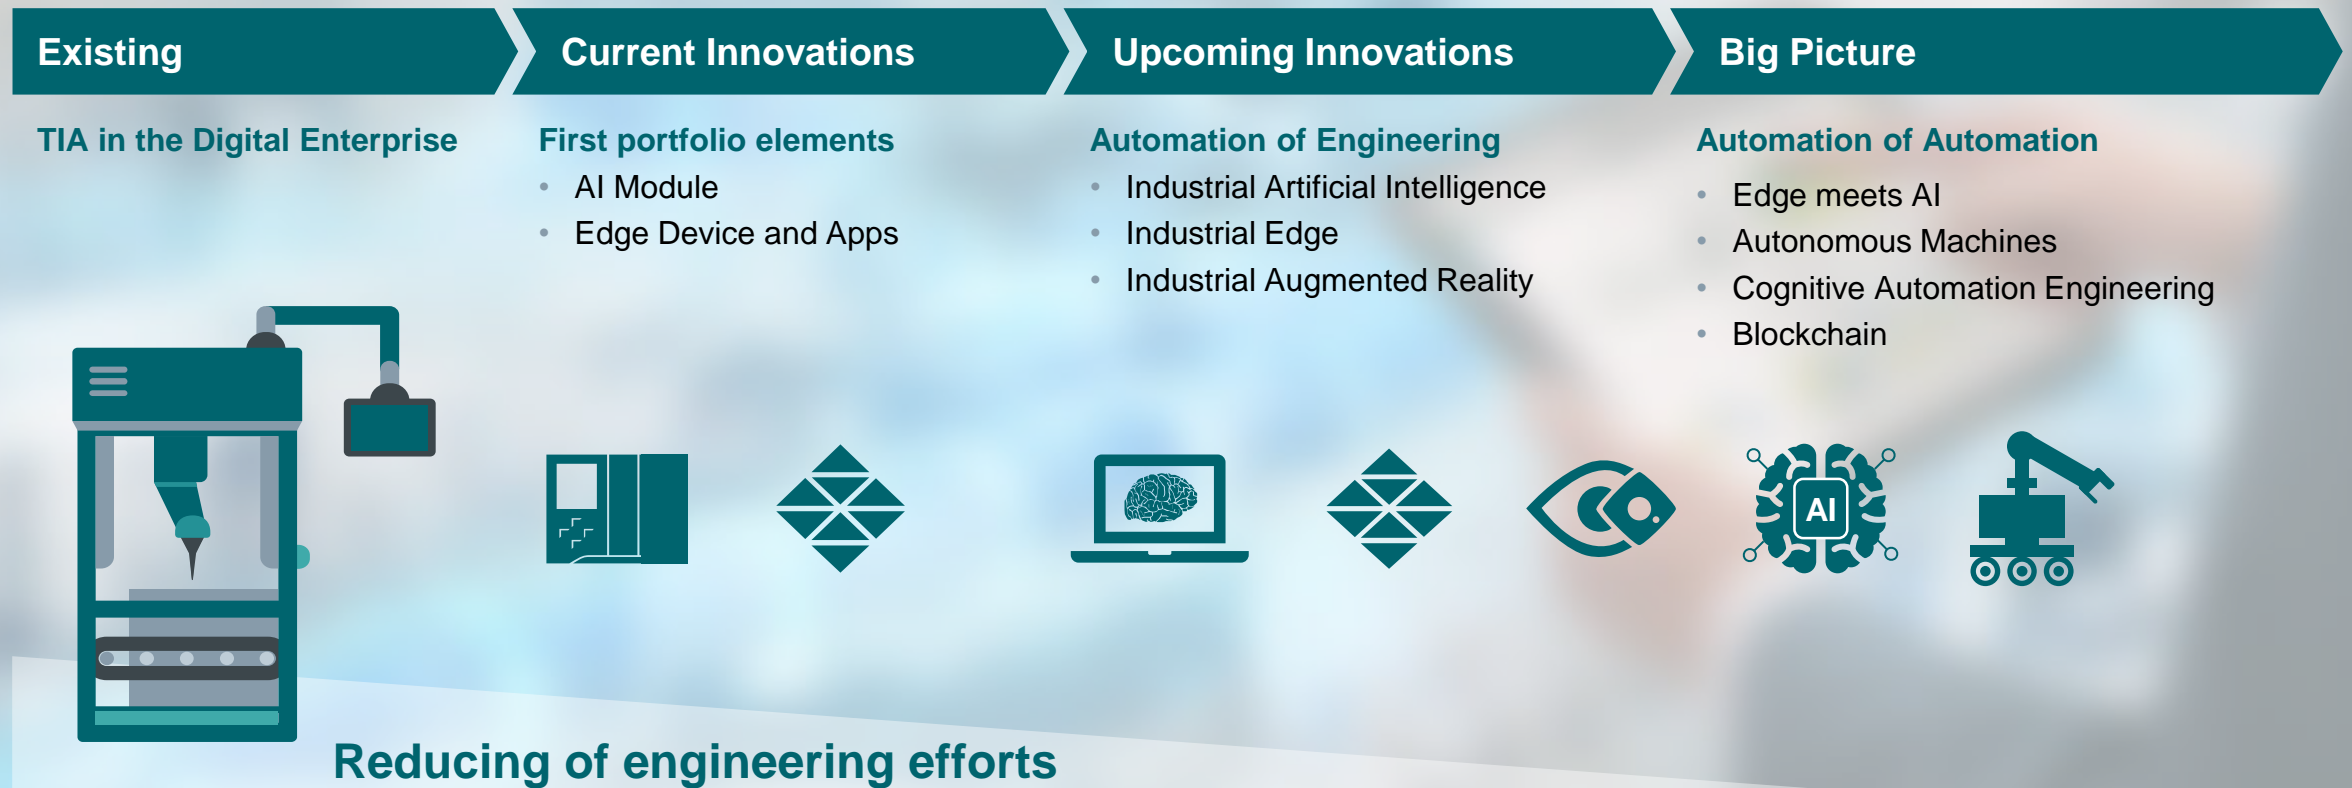 Existing
Current Innovations
Upcoming Innovations
Big Picture
TIA in the Digital Enterprise
First portfolio elements
• AI Module
• Edge Device and Apps
Automation of Engineering
• Industrial Artificial Intelligence
• Industrial Edge
• Industrial Augmented Reality
Automation of Automation
• Edge meets AI
• Autonomous Machines
• Cognitive Automation Engineering
• Blockchain
AI
Reducing of engineering efforts